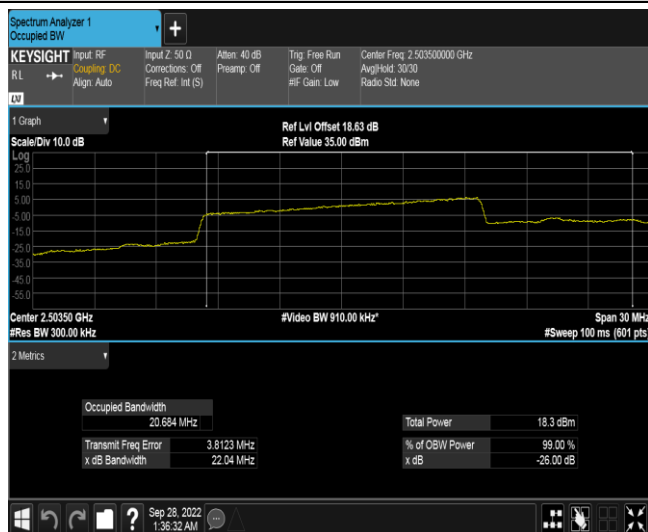 Spectrum Analyzer 1
Occupied BW
KEYSIGHT Input: RF Input Z: 50 Ω Atten: 40 dB Trig: Free Run Center Freq: 2.503500000 GHz
RL Coupling: DC Corrections: Off Preamp: Off Gate: Off Avg|Hold: 30/30
Align: Auto Freq Ref: Int (S) #IF Gain: Low Radio Std: None
LXI
1 Graph Ref Lvl Offset 18.63 dB
Scale/Div 10.0 dB Ref Value 35.00 dBm
Log
25.0
15.0
5.00
-5.00
-15.0
-25.0
-35.0
-45.0
-55.0
Center 2.50350 GHz #Video BW 910.00 kHz* Span 30 MHz
#Res BW 300.00 kHz #Sweep 100 ms (601 pts)
2 Metrics
Occupied Bandwidth
20.684 MHz Total Power 18.3 dBm
Transmit Freq Error 3.8123 MHz % of OBW Power 99.00 %
x dB Bandwidth 22.04 MHz x dB -26.00 dB
? Sep 28, 2022
1:36:32 AM